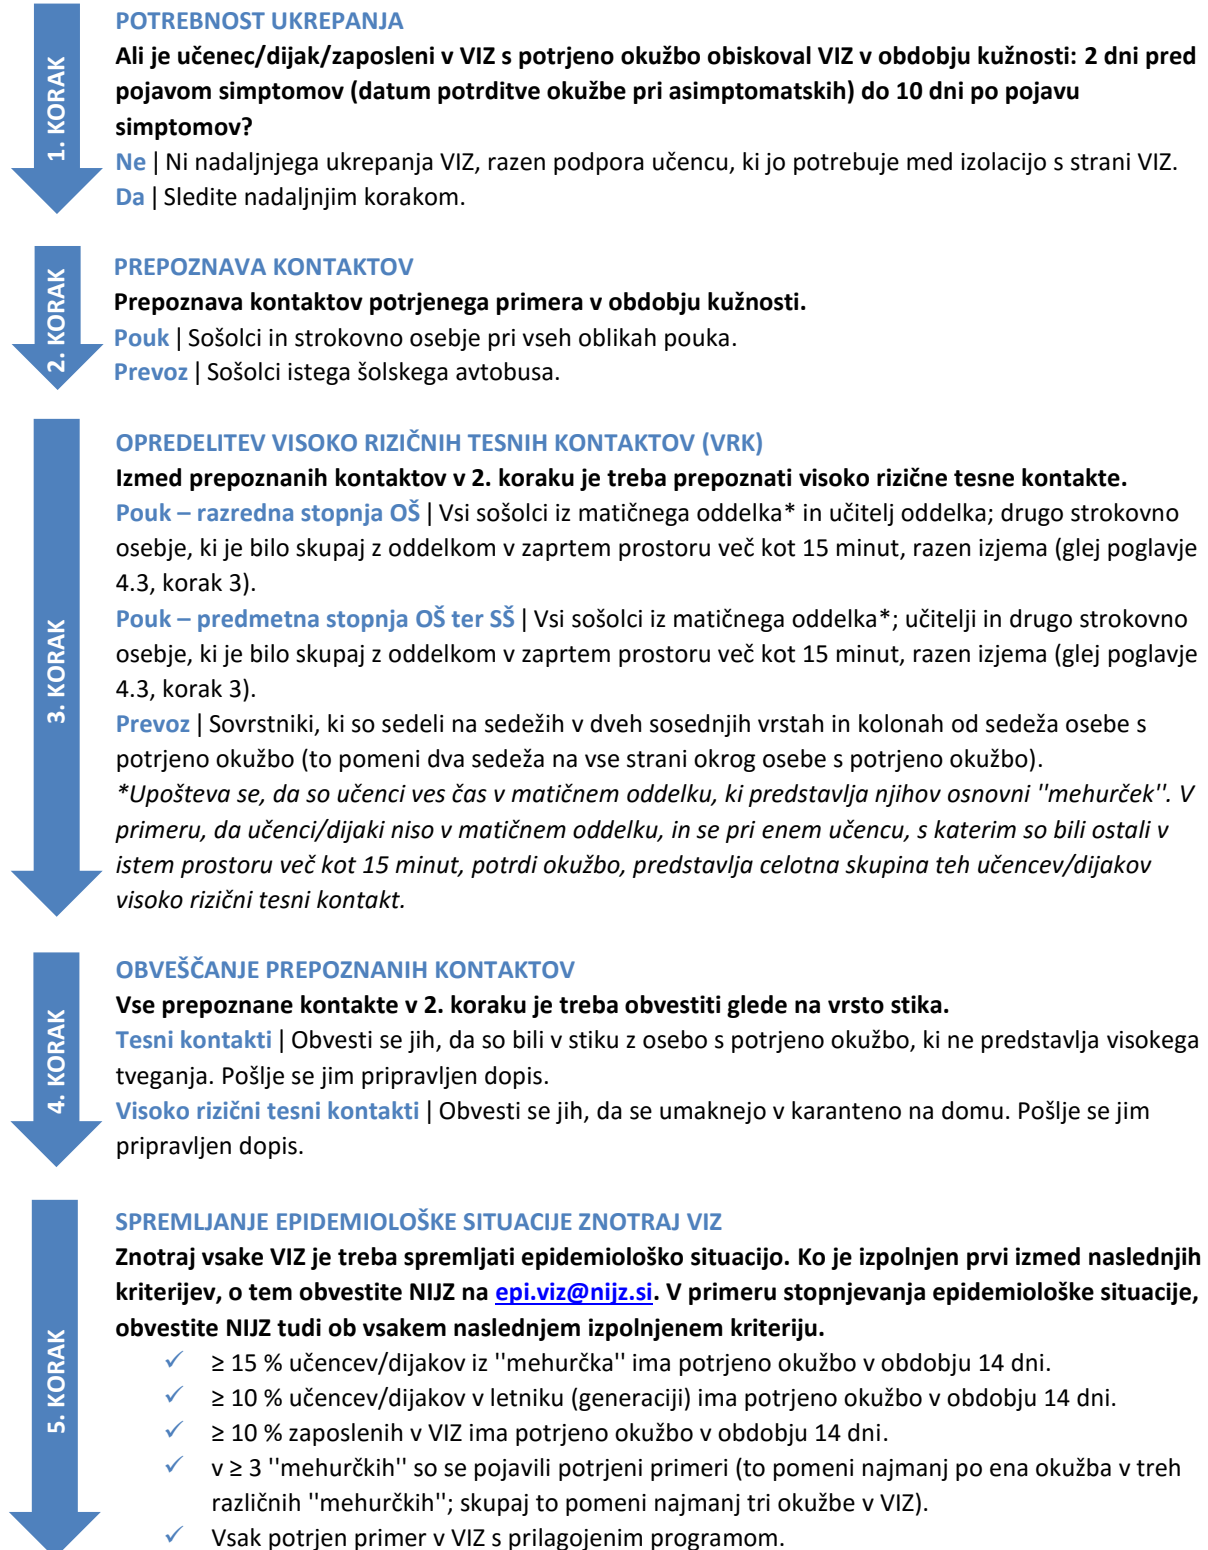 1. KORAK
POTREBNOST UKREPANJA
Ali je učenec/dijak/zaposleni v VIZ s potrjeno okužbo obiskoval VIZ v obdobju kužnosti: 2 dni pred
pojavom simptomov (datum potrditve okužbe pri asimptomatskih) do 10 dni po pojavu
simptomov?
Ne | Ni nadaljnjega ukrepanja VIZ, razen podpora učencu, ki jo potrebuje med izolacijo s strani VIZ.
Da | Sledite nadaljnjim korakom.
2. KORAK
PREPOZNAVA KONTAKTOV
Prepoznava kontaktov potrjenega primera v obdobju kužnosti.
Pouk | Sošolci in strokovno osebje pri vseh oblikah pouka.
Prevoz | Sošolci istega šolskega avtobusa.
3. KORAK
OPREDELITEV VISOKO RIZIČNIH TESNIH KONTAKTOV (VRK)
Izmed prepoznanih kontaktov v 2. koraku je treba prepoznati visoko rizične tesne kontakte.
Pouk – razredna stopnja OŠ | Vsi sošolci iz matičnega oddelka* in učitelj oddelka; drugo strokovno
osebje, ki je bilo skupaj z oddelkom v zaprtem prostoru več kot 15 minut, razen izjema (glej poglavje
4.3, korak 3).
Pouk – predmetna stopnja OŠ ter SŠ | Vsi sošolci iz matičnega oddelka*; učitelji in drugo strokovno
osebje, ki je bilo skupaj z oddelkom v zaprtem prostoru več kot 15 minut, razen izjema (glej poglavje
4.3, korak 3).
Prevoz | Sovrstniki, ki so sedeli na sedežih v dveh sosednjih vrstah in kolonah od sedeža osebe s
potrjeno okužbo (to pomeni dva sedeža na vse strani okrog osebe s potrjeno okužbo).
*Upošteva se, da so učenci ves čas v matičnem oddelku, ki predstavlja njihov osnovni ''mehurček''. V
primeru, da učenci/dijaki niso v matičnem oddelku, in se pri enem učencu, s katerim so bili ostali v
istem prostoru več kot 15 minut, potrdi okužbo, predstavlja celotna skupina teh učencev/dijakov
visoko rizični tesni kontakt.
4. KORAK
OBVEŠČANJE PREPOZNANIH KONTAKTOV
Vse prepoznane kontakte v 2. koraku je treba obvestiti glede na vrsto stika.
Tesni kontakti | Obvesti se jih, da so bili v stiku z osebo s potrjeno okužbo, ki ne predstavlja visokega
tveganja. Pošlje se jim pripravljen dopis.
Visoko rizični tesni kontakti | Obvesti se jih, da se umaknejo v karanteno na domu. Pošlje se jim
pripravljen dopis.
5. KORAK
SPREMLJANJE EPIDEMIOLOŠKE SITUACIJE ZNOTRAJ VIZ
Znotraj vsake VIZ je treba spremljati epidemiološko situacijo. Ko je izpolnjen prvi izmed naslednjih
kriterijev, o tem obvestite NIJZ na epi.viz@nijz.si. V primeru stopnjevanja epidemiološke situacije,
obvestite NIJZ tudi ob vsakem naslednjem izpolnjenem kriteriju.
✓ ≥ 15 % učencev/dijakov iz ''mehurčka'' ima potrjeno okužbo v obdobju 14 dni.
✓ ≥ 10 % učencev/dijakov v letniku (generaciji) ima potrjeno okužbo v obdobju 14 dni.
✓ ≥ 10 % zaposlenih v VIZ ima potrjeno okužbo v obdobju 14 dni.
✓ v ≥ 3 ''mehurčkih'' so se pojavili potrjeni primeri (to pomeni najmanj po ena okužba v treh
različnih ''mehurčkih''; skupaj to pomeni najmanj tri okužbe v VIZ).
✓ Vsak potrjen primer v VIZ s prilagojenim programom.